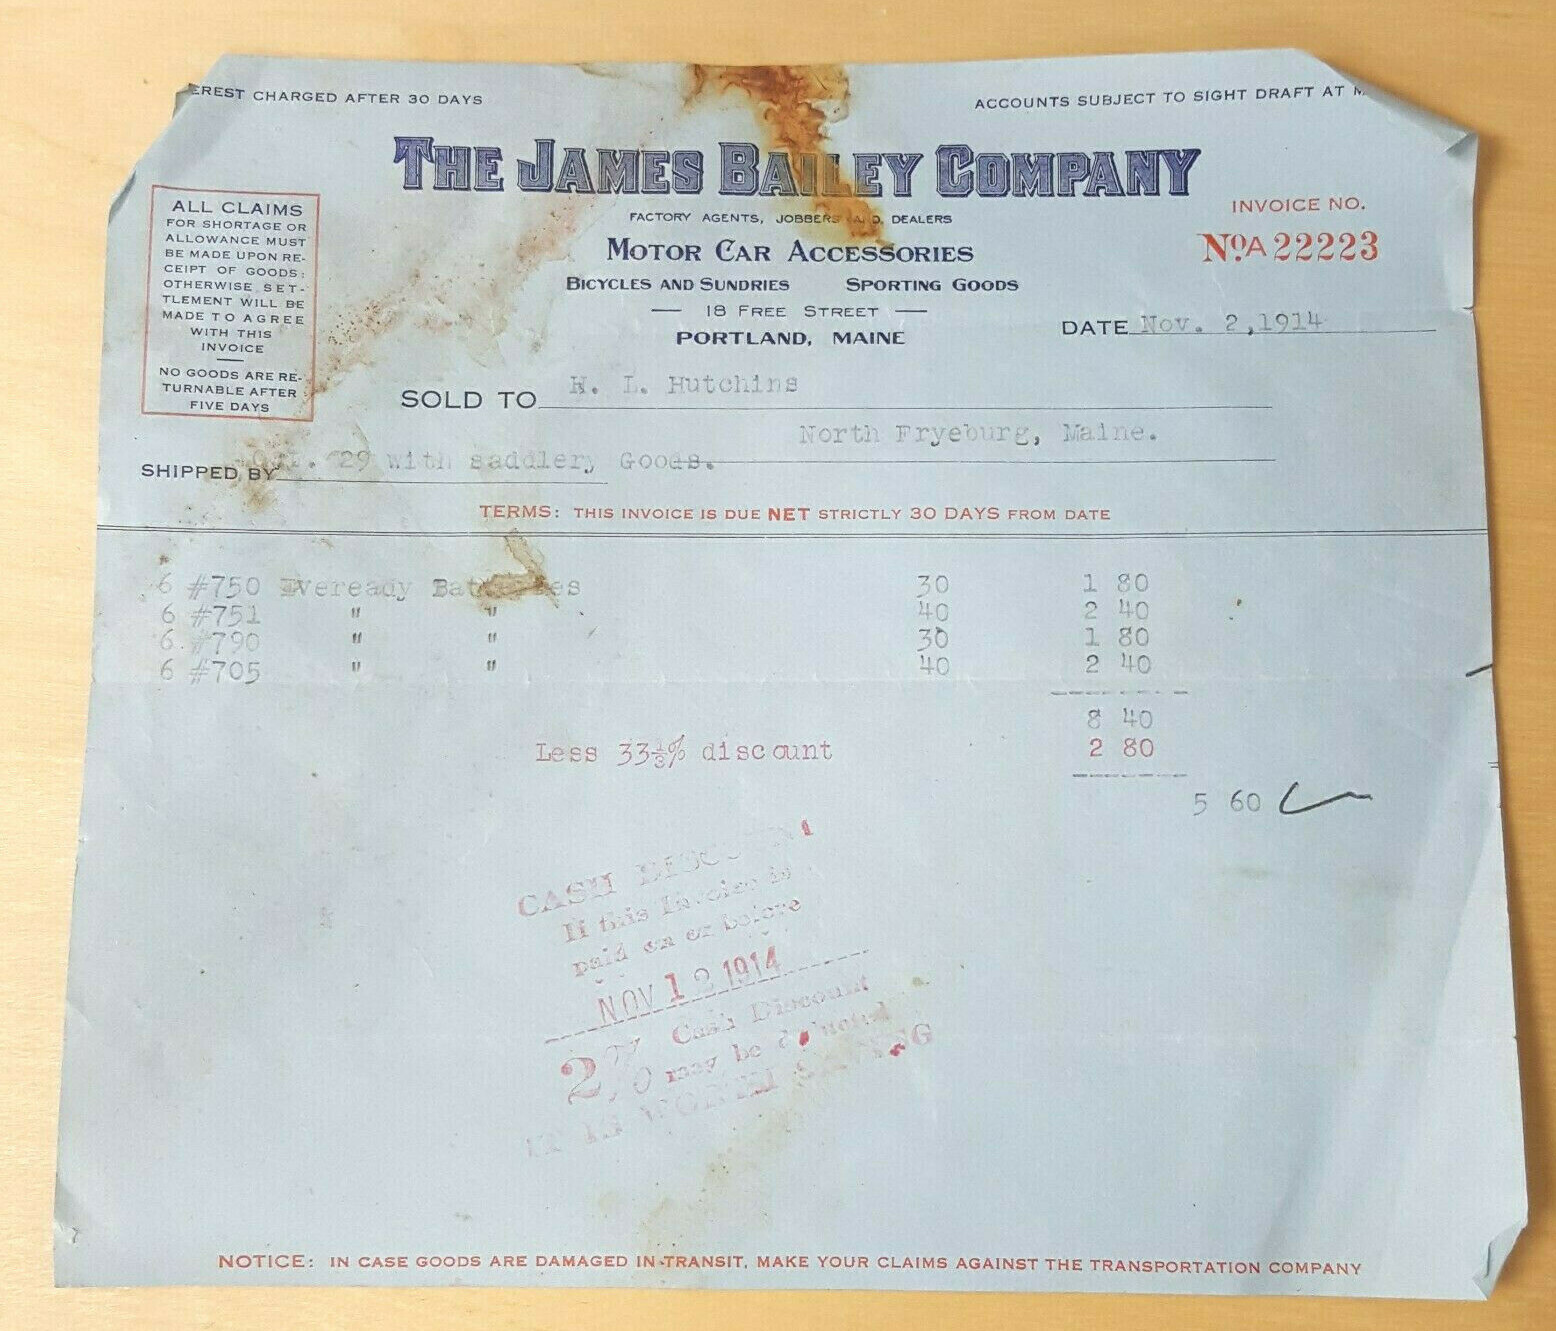 EREST CHARGED AFTER 30 DAYS
ACCOUNTS SUBJECT TO SIGHT DRAFT AT
THE JAMES BAILEY COMPANY
FACTORY AGENTS, JOBBERS AND DEALERS
MOTOR CAR ACCESSORIES
BICYCLES AND SUNDRIES SPORTING GOODS
— 18 FREE STREET —
PORTLAND, MAINE
INVOICE NO.
No. A 22223
DATE Nov. 2, 1914
ALL CLAIMS
FOR SHORTAGE OR
ALLOWANCE MUST
BE MADE UPON RE-
CEIPT OF GOODS;
OTHERWISE SET-
TLEMENT WILL BE
MADE TO AGREE
WITH THIS
INVOICE
NO GOODS ARE RE-
TURNABLE AFTER
FIVE DAYS
SOLD TO H. L. Hutchins
North Fryeburg, Maine.
SHIPPED BY Oct. 29 with saddlery Goods.
TERMS: THIS INVOICE IS DUE NET STRICTLY 30 DAYS FROM DATE
6 #750 Eveready Batteries 30 1 80
6 #751 " " 40 2 40
6 #790 " " 30 1 80
6 #705 " " 40 2 40
8 40
Less 33⅓% discount 2 80
5 60
CASH DISCOUNT
If this Invoice is
paid on or before
NOV 12 1914
2% Cash Discount
may be deducted
IT IS WORTH SAVING
NOTICE: IN CASE GOODS ARE DAMAGED IN TRANSIT, MAKE YOUR CLAIMS AGAINST THE TRANSPORTATION COMPANY